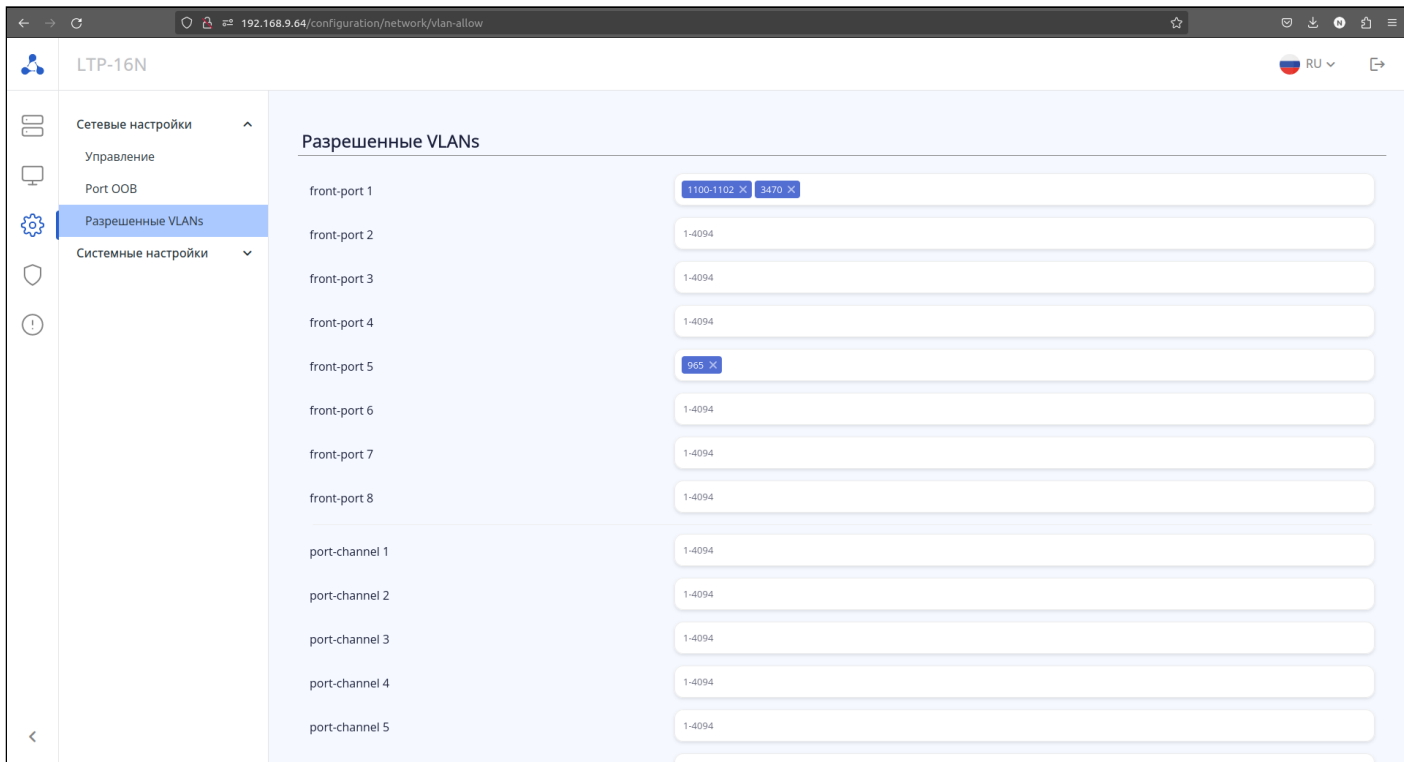 192.168.9.64/configuration/network/vlan-allow
N
LTP-16N
RU
Сетевые настройки
Управление
Port OOB
Разрешенные VLANs
Системные настройки
Разрешенные VLANs
front-port 1
1100-1102
3470
front-port 2
1-4094
front-port 3
1-4094
front-port 4
1-4094
front-port 5
965
front-port 6
1-4094
front-port 7
1-4094
front-port 8
1-4094
port-channel 1
1-4094
port-channel 2
1-4094
port-channel 3
1-4094
port-channel 4
1-4094
port-channel 5
1-4094